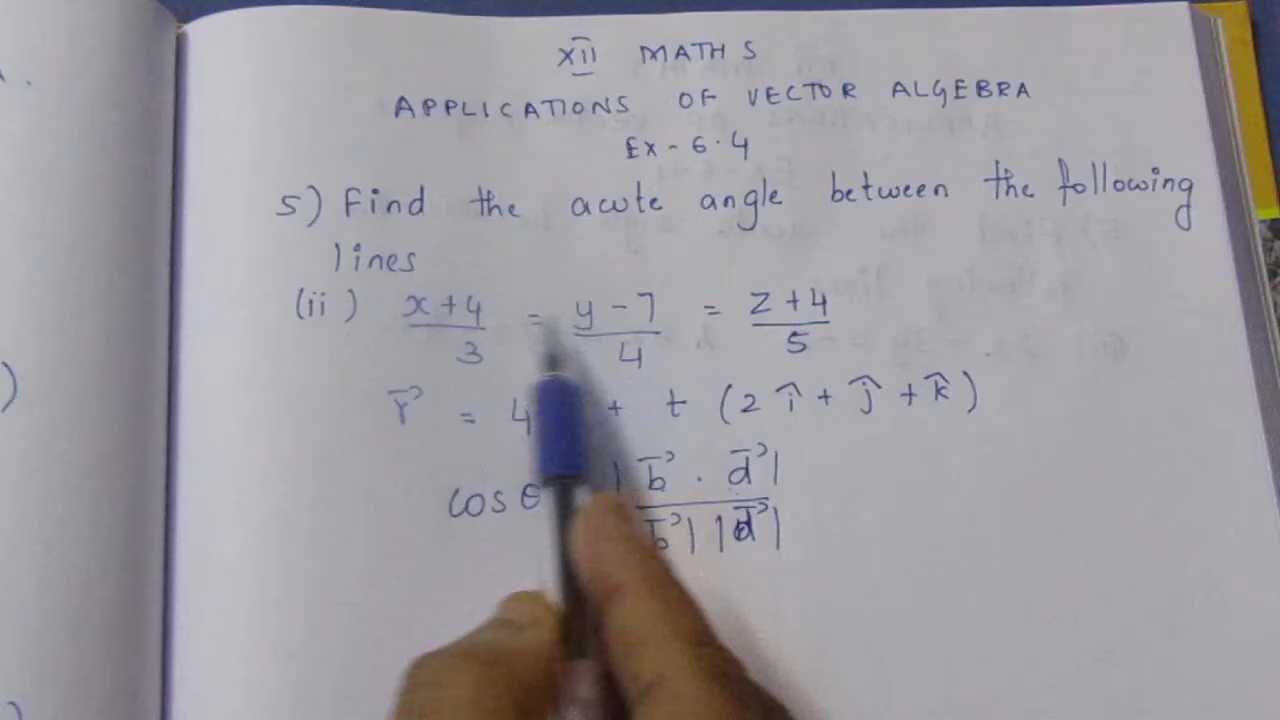 XII MATHS
APPLICATIONS OF VECTOR ALGEBRA
Ex - 6.4
5) Find the acute angle between the following
lines
(ii) x+4/3 = y-7/4 = z+4/5
r⃗ = 4 + t (2î + ĵ + k̂)
cos θ |b⃗ . d⃗| / b⃗| |d⃗|
)